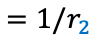 = 1/r₂